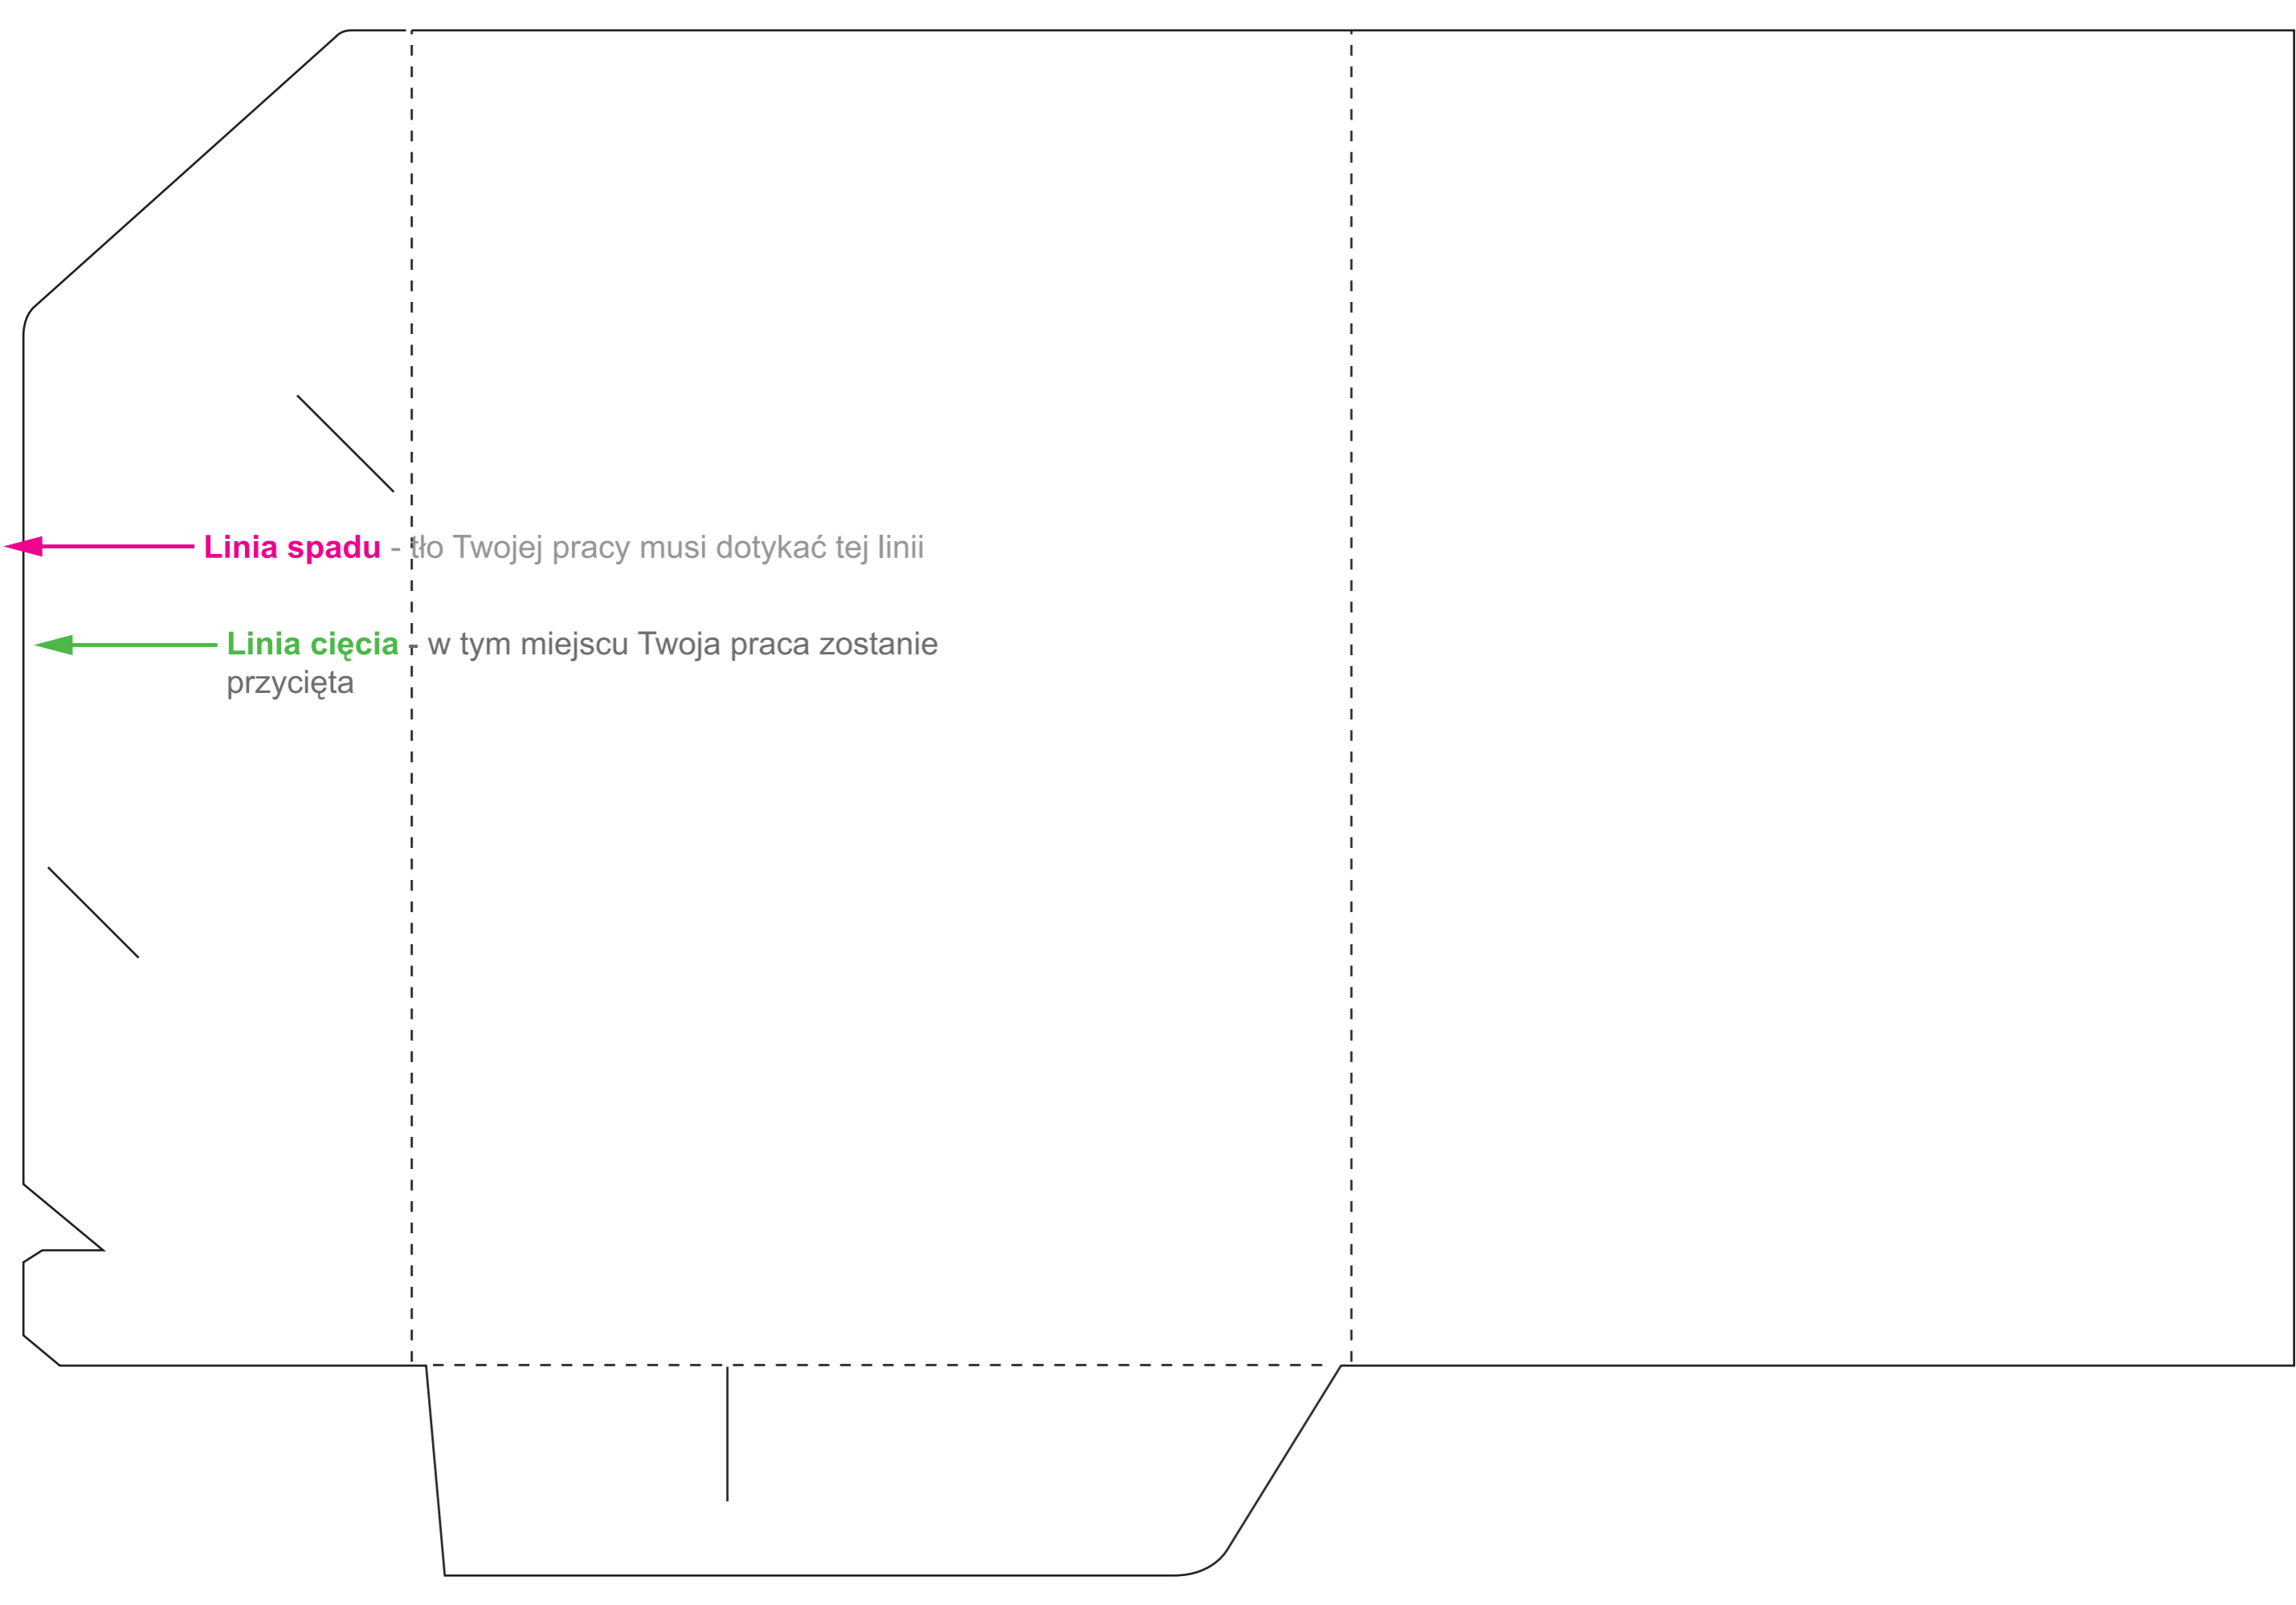 Linia spadu - tło Twojej pracy musi dotykać tej linii
Linia cięcia - w tym miejscu Twoja praca zostanie
przycięta